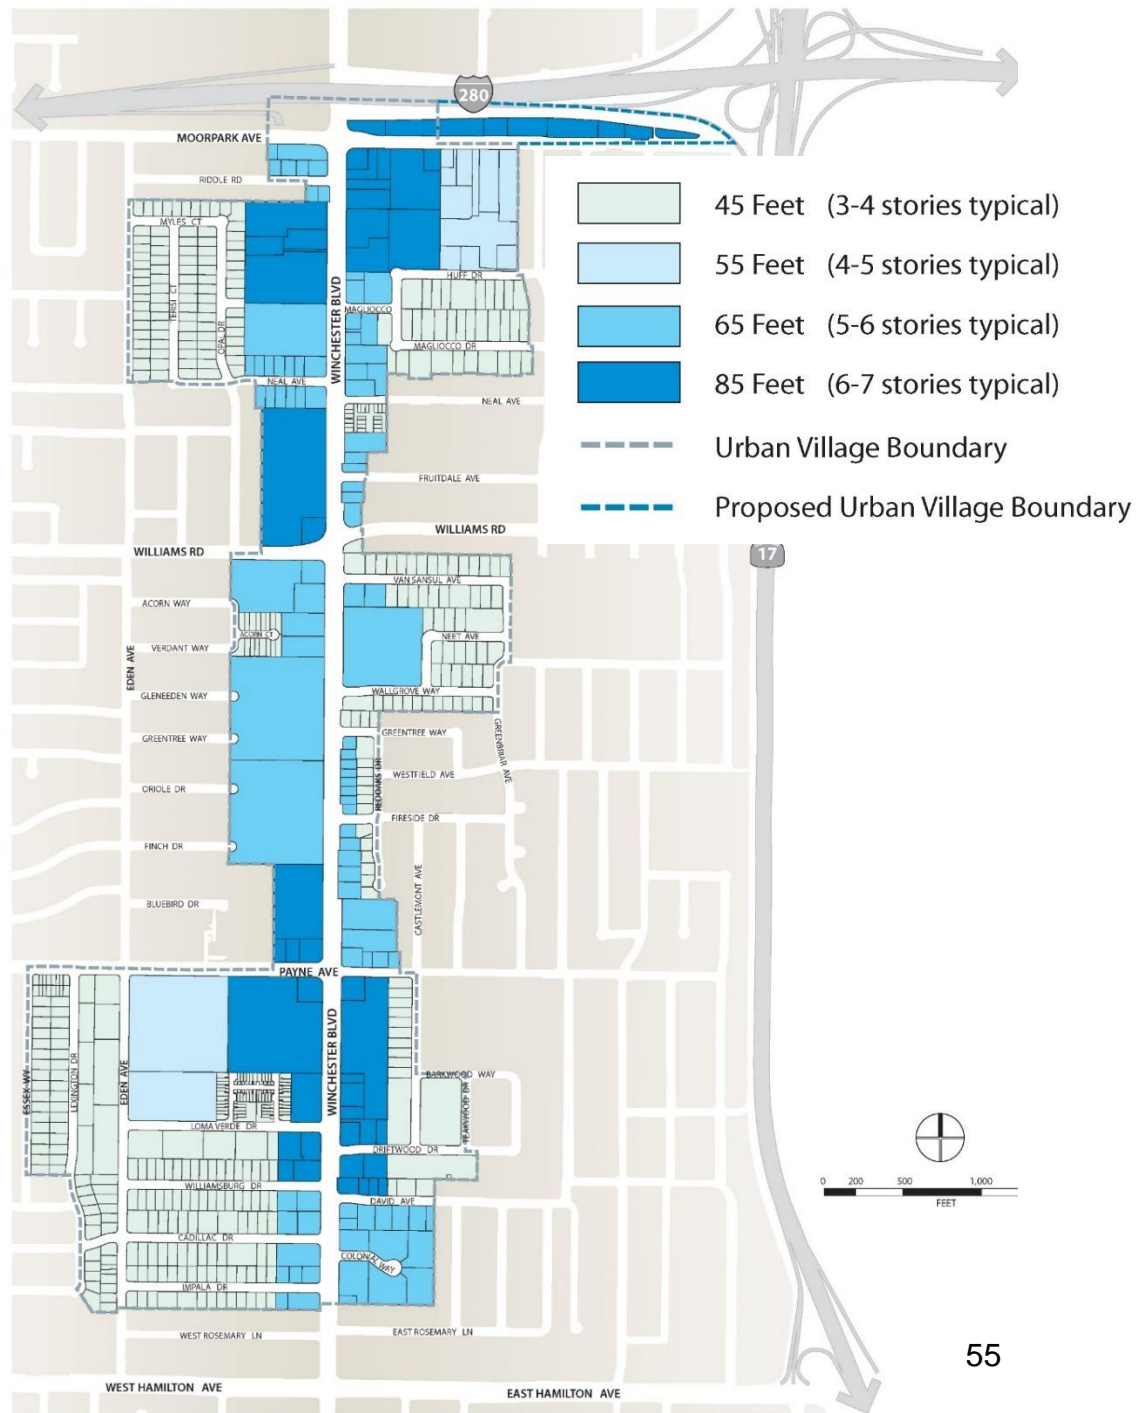 280
MOORPARK AVE
RIDDLE RD
MYLES CT
TERISI CT
OPAL DR
WINCHESTER BLVD
HUFF DR
MAGLIOCCO
MAGLIOCCO DR
NEAL AVE
NEAL AVE
FRUITDALE AVE
WILLIAMS RD
WILLIAMS RD
45 Feet (3-4 stories typical)
55 Feet (4-5 stories typical)
65 Feet (5-6 stories typical)
85 Feet (6-7 stories typical)
Urban Village Boundary
Proposed Urban Village Boundary
17
VAN SANSUL AVE
ACORN WAY
ACORN CT
NEET AVE
VERDANT WAY
EDEN AVE
GLENEEDEN WAY
WALLGROVE WAY
GREENTREE WAY
GREENTREE WAY
GREENBRIAR AVE
WESTFIELD AVE
REDOAKS DR
ORIOLE DR
FIRESIDE DR
FINCH DR
CASTLEMONT AVE
BLUEBIRD DR
PAYNE AVE
WINCHESTER BLVD
ESSEX WY
LEXINGTON DR
EDEN AVE
BARKWOOD WAY
TEAKWOOD DR
LOMA VERDE DR
DRIFTWOOD DR
WILLIAMSBURG DR
DAVID AVE
CADILLAC DR
COLONIAL WAY
IMPALA DR
WEST ROSEMARY LN
EAST ROSEMARY LN
WEST HAMILTON AVE
EAST HAMILTON AVE
0 200 500 1,000
FEET
55